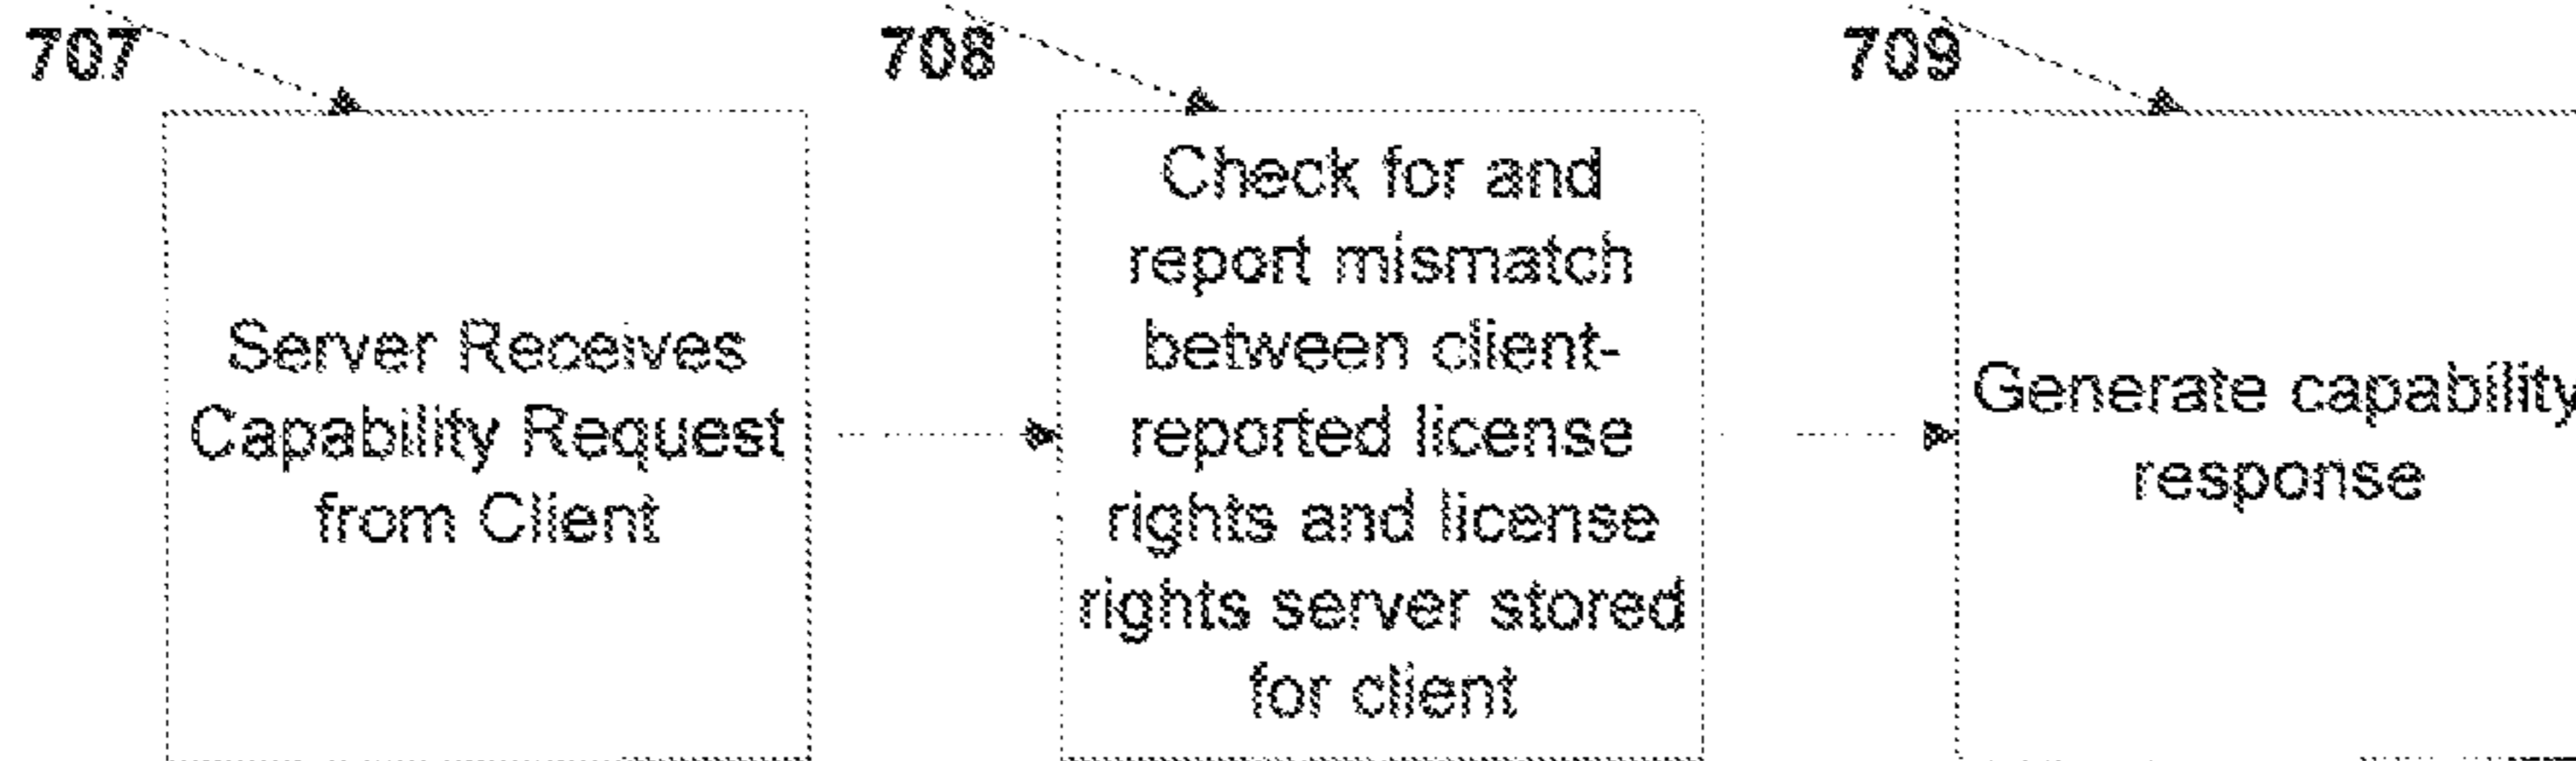 707
708
709
Server Receives
Capability Request
from Client
Check for and
report mismatch
between client-
reported license
rights and license
rights server stored
for client
Generate capability
response